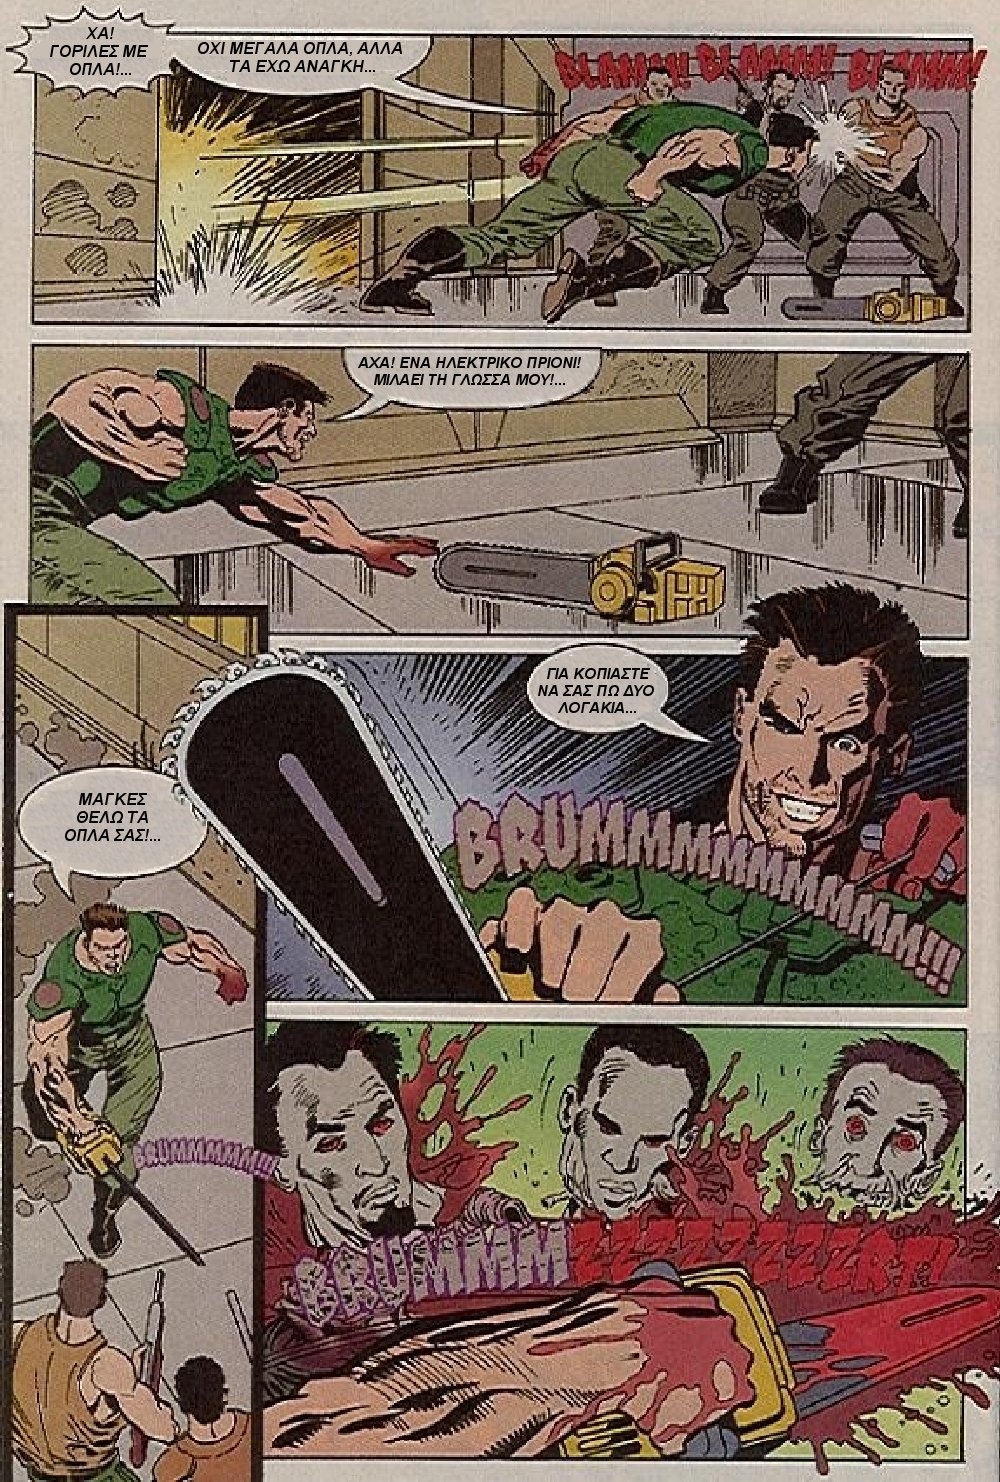 ΧΑ!
ΓΟΡΙΛΕΣ ΜΕ
ΟΠΛΑ!...
ΟΧΙ ΜΕΓΑΛΑ ΟΠΛΑ, ΑΛΛΑ
ΤΑ ΕΧΩ ΑΝΑΓΚΗ...
BLAMM!! BLAMM!! BLAMM!
ΑΧΑ! ΕΝΑ ΗΛΕΚΤΡΙΚΟ ΠΡΙΟΝΙ!
ΜΙΛΑΕΙ ΤΗ ΓΛΩΣΣΑ ΜΟΥ!...
ΓΙΑ ΚΟΠΙΑΣΤΕ
ΝΑ ΣΑΣ ΠΩ ΔΥΟ
ΛΟΓΑΚΙΑ...
BRUMMMMMMMMMM!!!
ΜΑΓΚΕΣ
ΘΕΛΩ ΤΑ
ΟΠΛΑ ΣΑΣ!...
BRUMMMMM!!!
BRUMMM